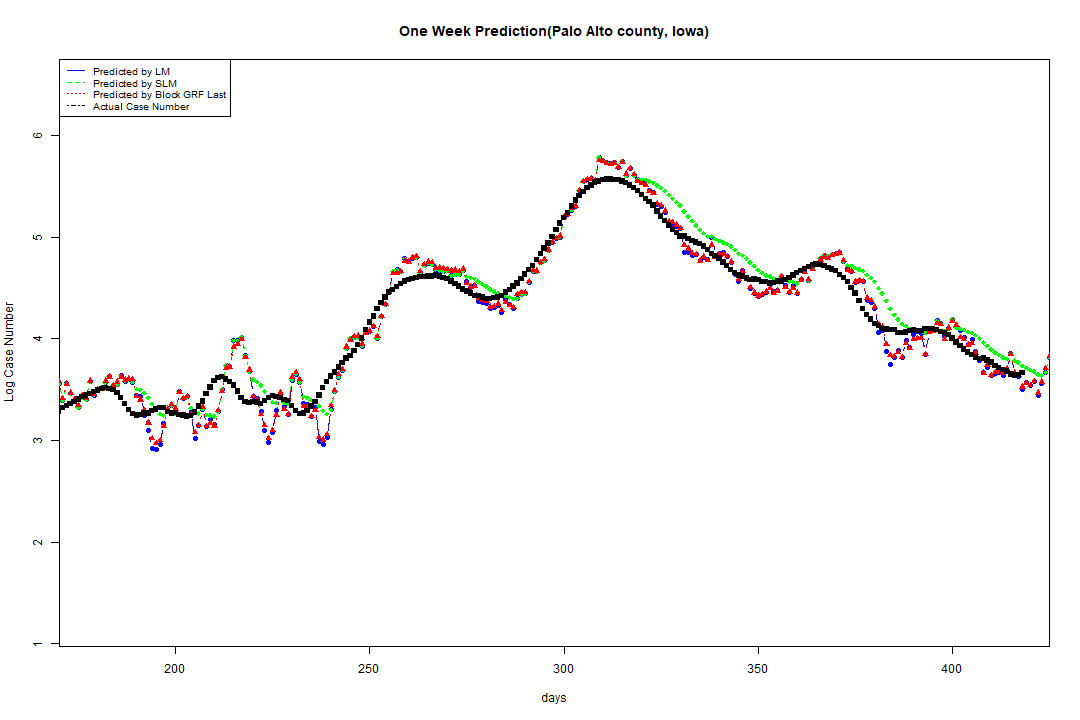 One Week Prediction(Palo Alto county, Iowa)
Predicted by LM
Predicted by SLM
Predicted by Block GRF Last
Actual Case Number
Log Case Number
6
5
4
3
2
1
200 250 300 350 400
days